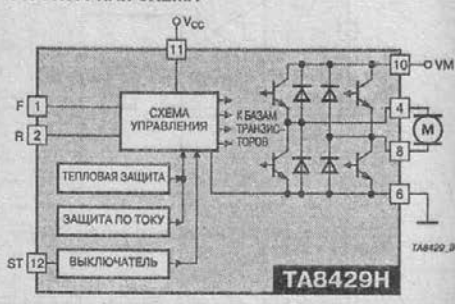 Vcc
11
10 VM
F 1
R 2
СХЕМА
УПРАВЛЕНИЯ
К БАЗАМ
ТРАНЗИС-
ТОРОВ
4
M
8
6
ТЕПЛОВАЯ ЗАЩИТА
ЗАЩИТА ПО ТОКУ
ST 12
ВЫКЛЮЧАТЕЛЬ
TA8429H